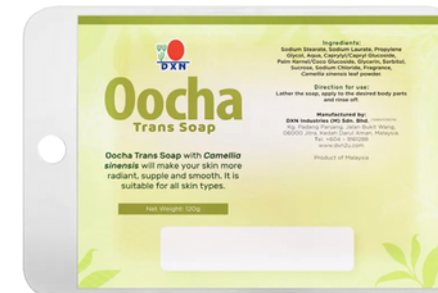 DXN
Oocha
Trans Soap
Oocha Trans Soap with Camellia
sinensis will make your skin more
radiant, supple and smooth. It is
suitable for all skin types.
Net Weight: 120g
Ingredients:
Sodium Stearate, Sodium Laurate, Propylene
Glycol, Aqua, Caprylyl/Capryl Glucoside,
Palm Kernel/Coco Glucoside, Glycerin, Sorbitol,
Sucrose, Sodium Chloride, Fragrance,
Camellia sinensis leaf powder.
Direction for use:
Lather the soap, apply to the desired body parts
and rinse off.
Manufactured by:
DXN Industries (M) Sdn. Bhd.
Kg. Padang Panjang, Jalan Bukit Wang,
06000 Jitra, Kedah Darul Aman, Malaysia
www.dxn2u.com
Product of Malaysia